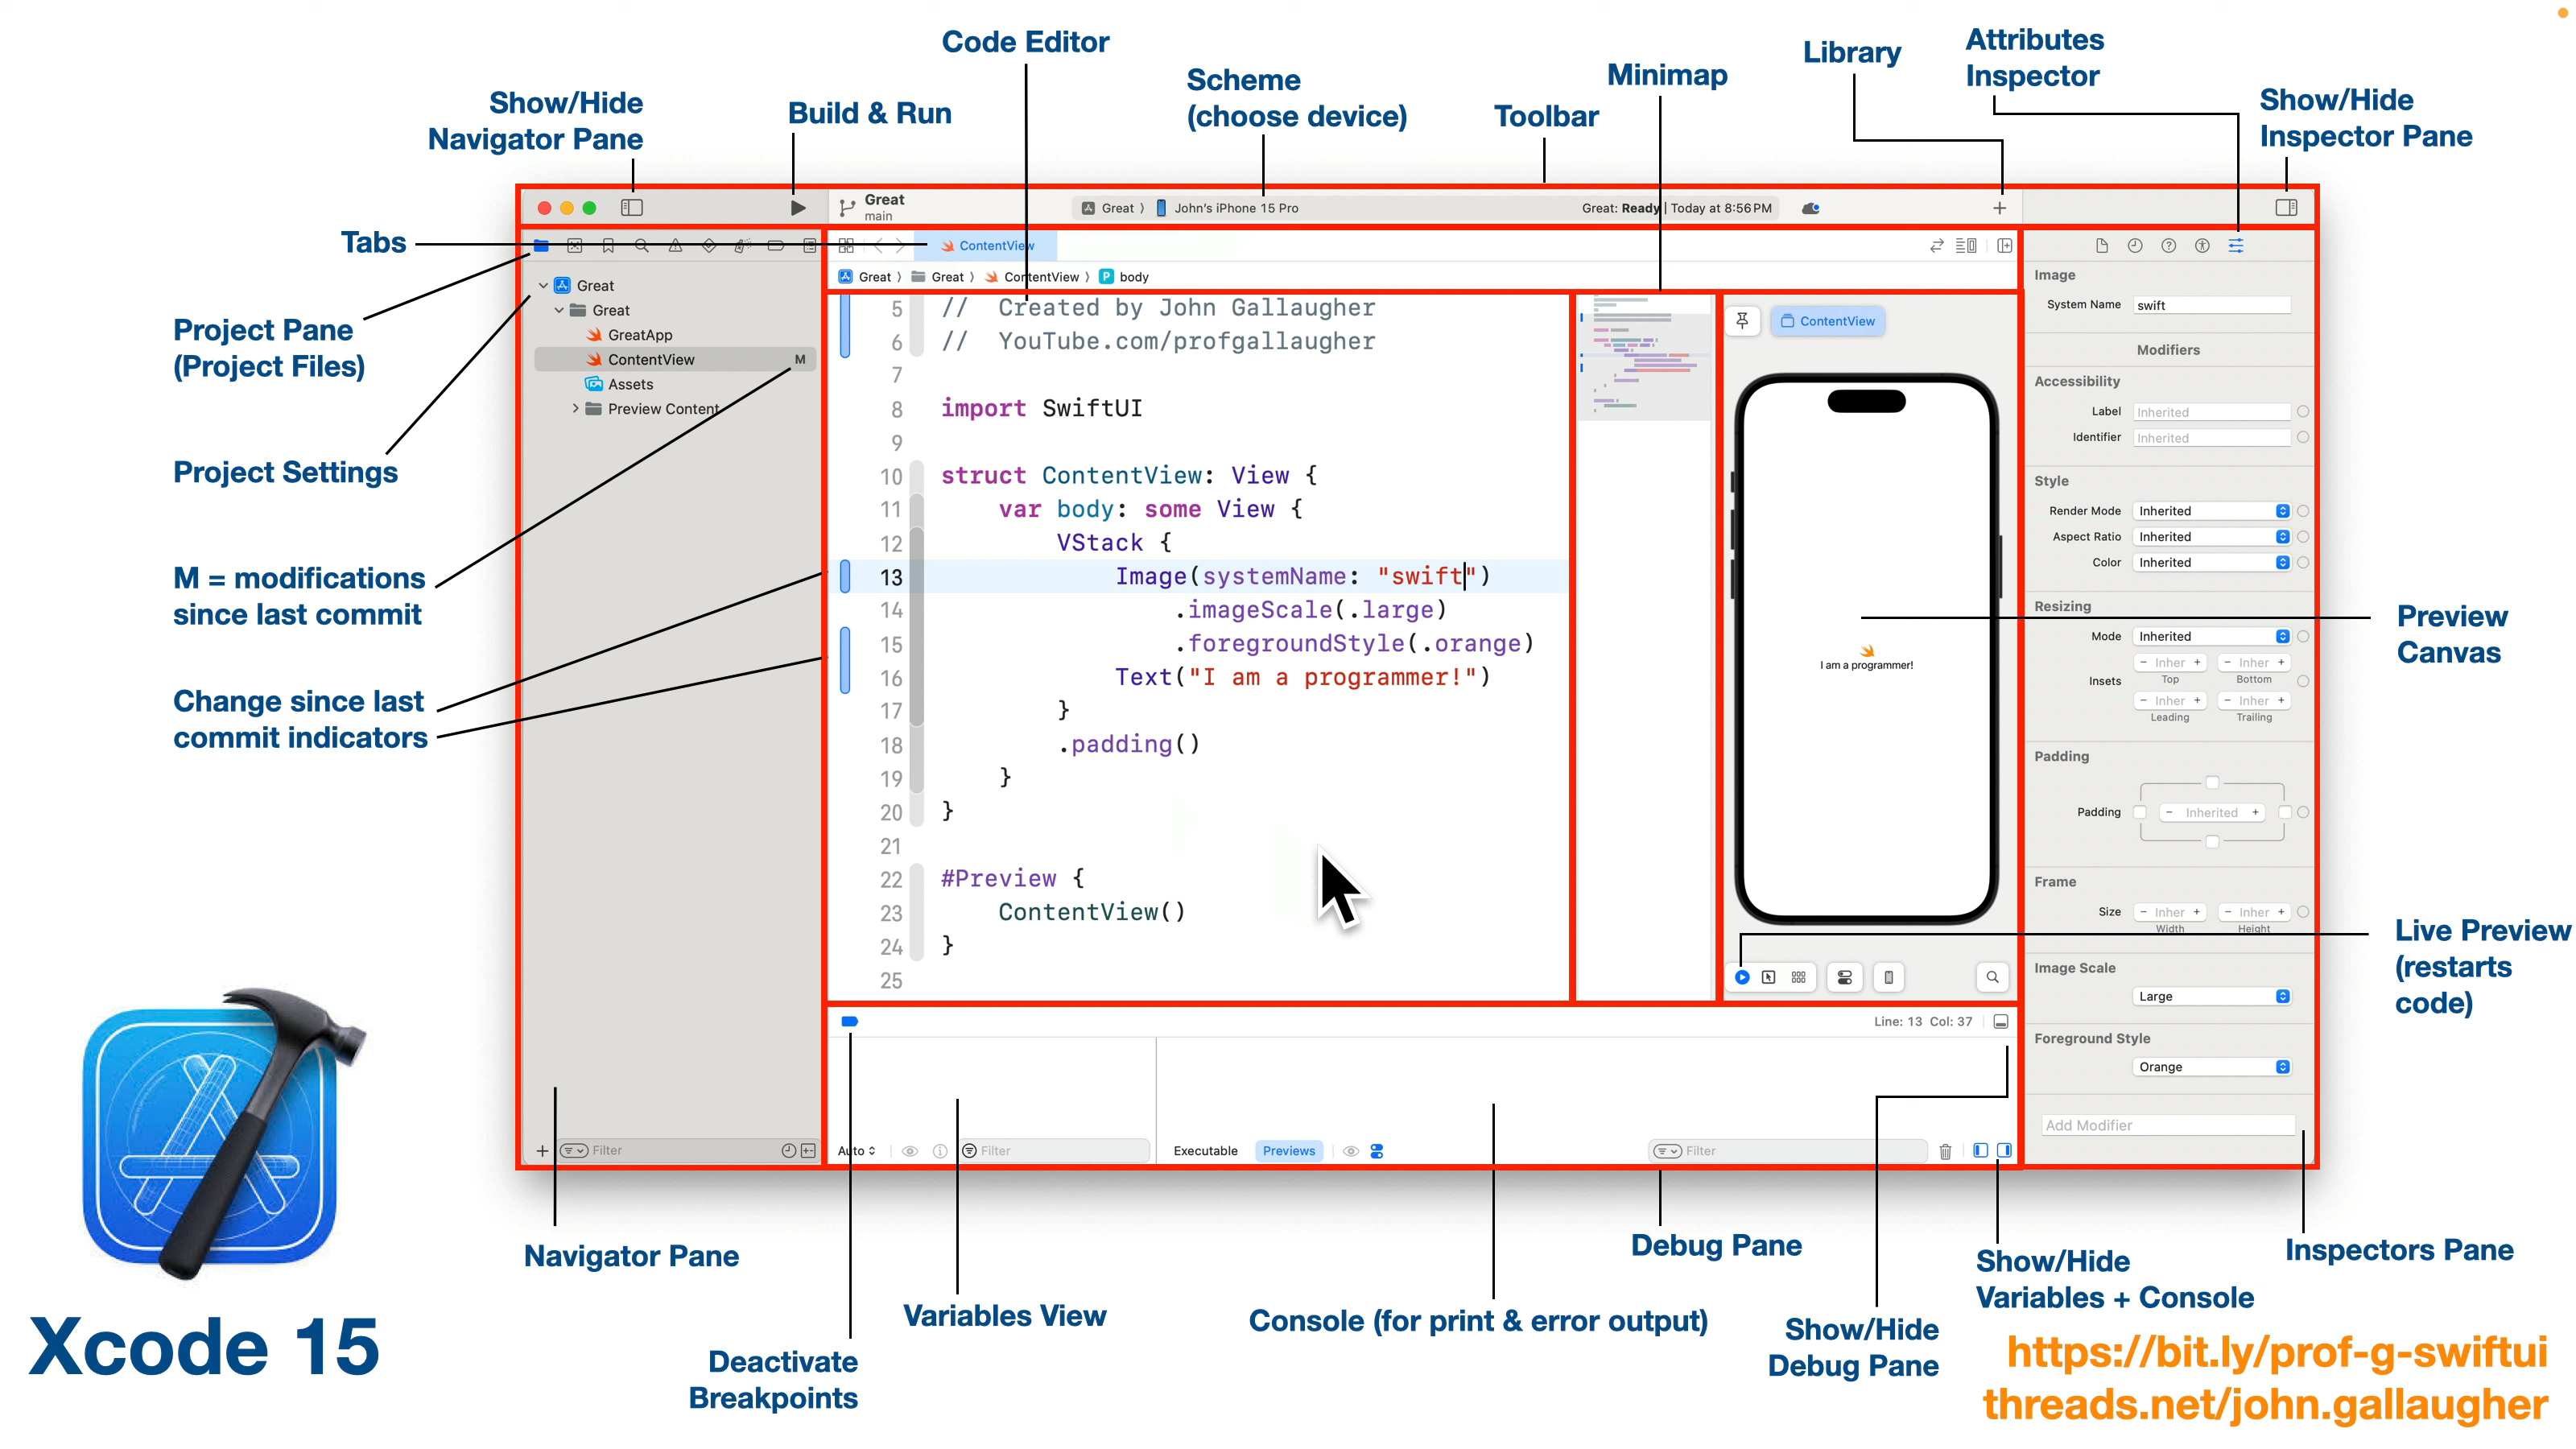 Code Editor
Scheme
(choose device)
Minimap
Library
Attributes
Inspector
Show/Hide
Navigator Pane
Build & Run
Toolbar
Show/Hide
Inspector Pane
Great
main
Great 〉 John's iPhone 15 Pro
Great: Ready | Today at 8:56 PM
Tabs
ContentView
Great 〉 Great 〉 ContentView 〉 P body
Project Pane
(Project Files)
Project Settings
M = modifications
since last commit
Change since last
commit indicators
Great
Great
GreatApp
ContentView M
Assets
Preview Content
5 // Created by John Gallaugher
6 // YouTube.com/profgallaugher
7
8 import SwiftUI
9
10 struct ContentView: View {
11 var body: some View {
12 VStack {
13 Image(systemName: "swift")
14 .imageScale(.large)
15 .foregroundStyle(.orange)
16 Text("I am a programmer!")
17 }
18 .padding()
19 }
20 }
21
22 #Preview {
23 ContentView()
24 }
25
ContentView
I am a programmer!
Image
System Name swift
Modifiers
Accessibility
Label Inherited
Identifier Inherited
Style
Render Mode Inherited
Aspect Ratio Inherited
Color Inherited
Resizing
Mode Inherited
− Inher + − Inher +
Insets Top Bottom
− Inher + − Inher +
Leading Trailing
Padding
Padding − Inherited +
Frame
Size − Inher + − Inher +
Width Height
Image Scale
Large
Foreground Style
Orange
Add Modifier
Preview
Canvas
Live Preview
(restarts
code)
Line: 13 Col: 37
+ Filter
Auto Filter
Executable Previews Filter
Navigator Pane
Variables View
Console (for print & error output)
Debug Pane
Show/Hide
Variables + Console
Inspectors Pane
Show/Hide
Debug Pane
Deactivate
Breakpoints
Xcode 15
https://bit.ly/prof-g-swiftui
threads.net/john.gallaugher